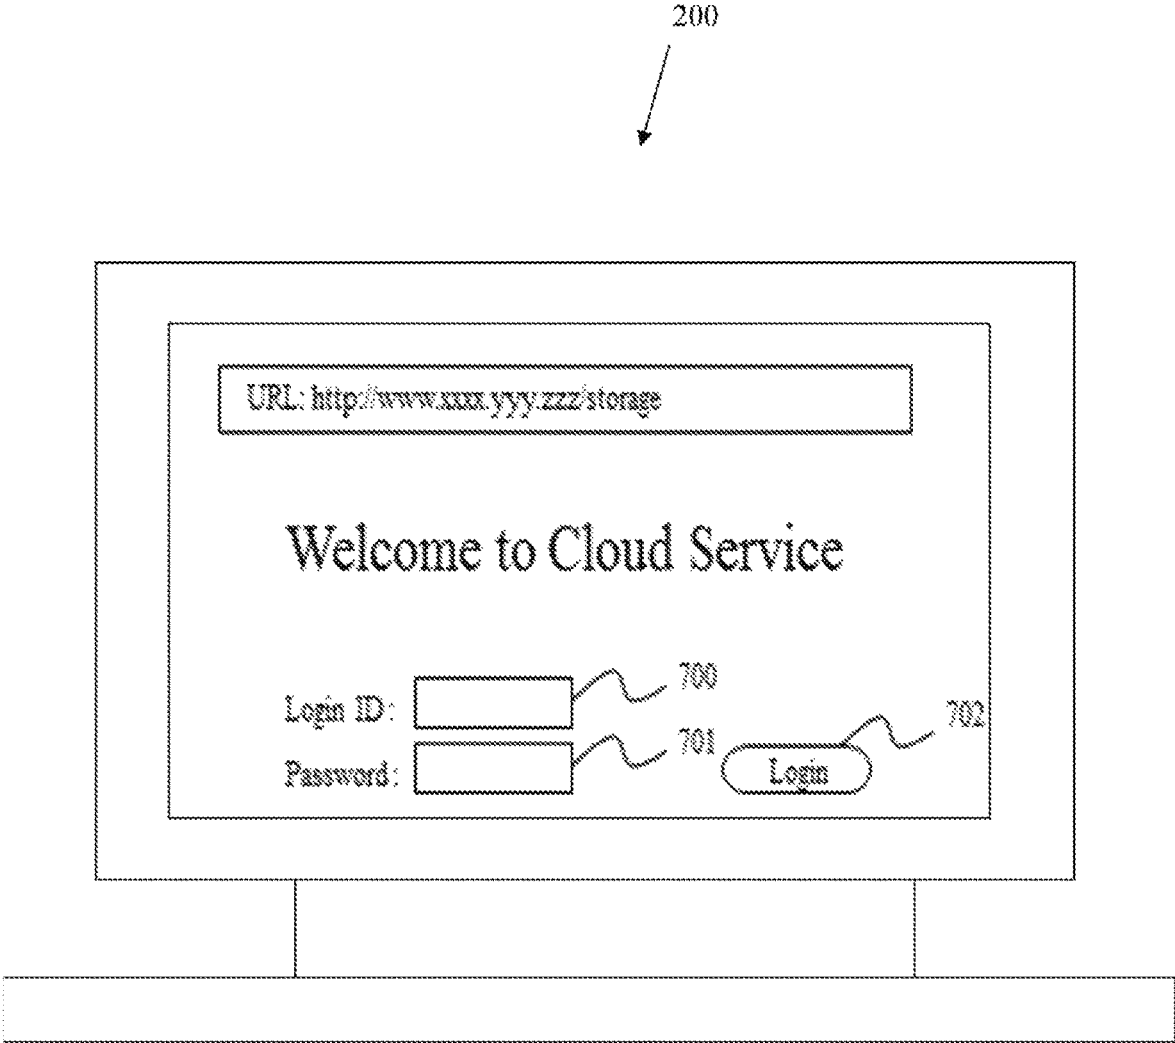 200
URL: http://www.xxxx.yyy.zzz/storage
Welcome to Cloud Service
Login ID: 700
Password: 701
Login 702